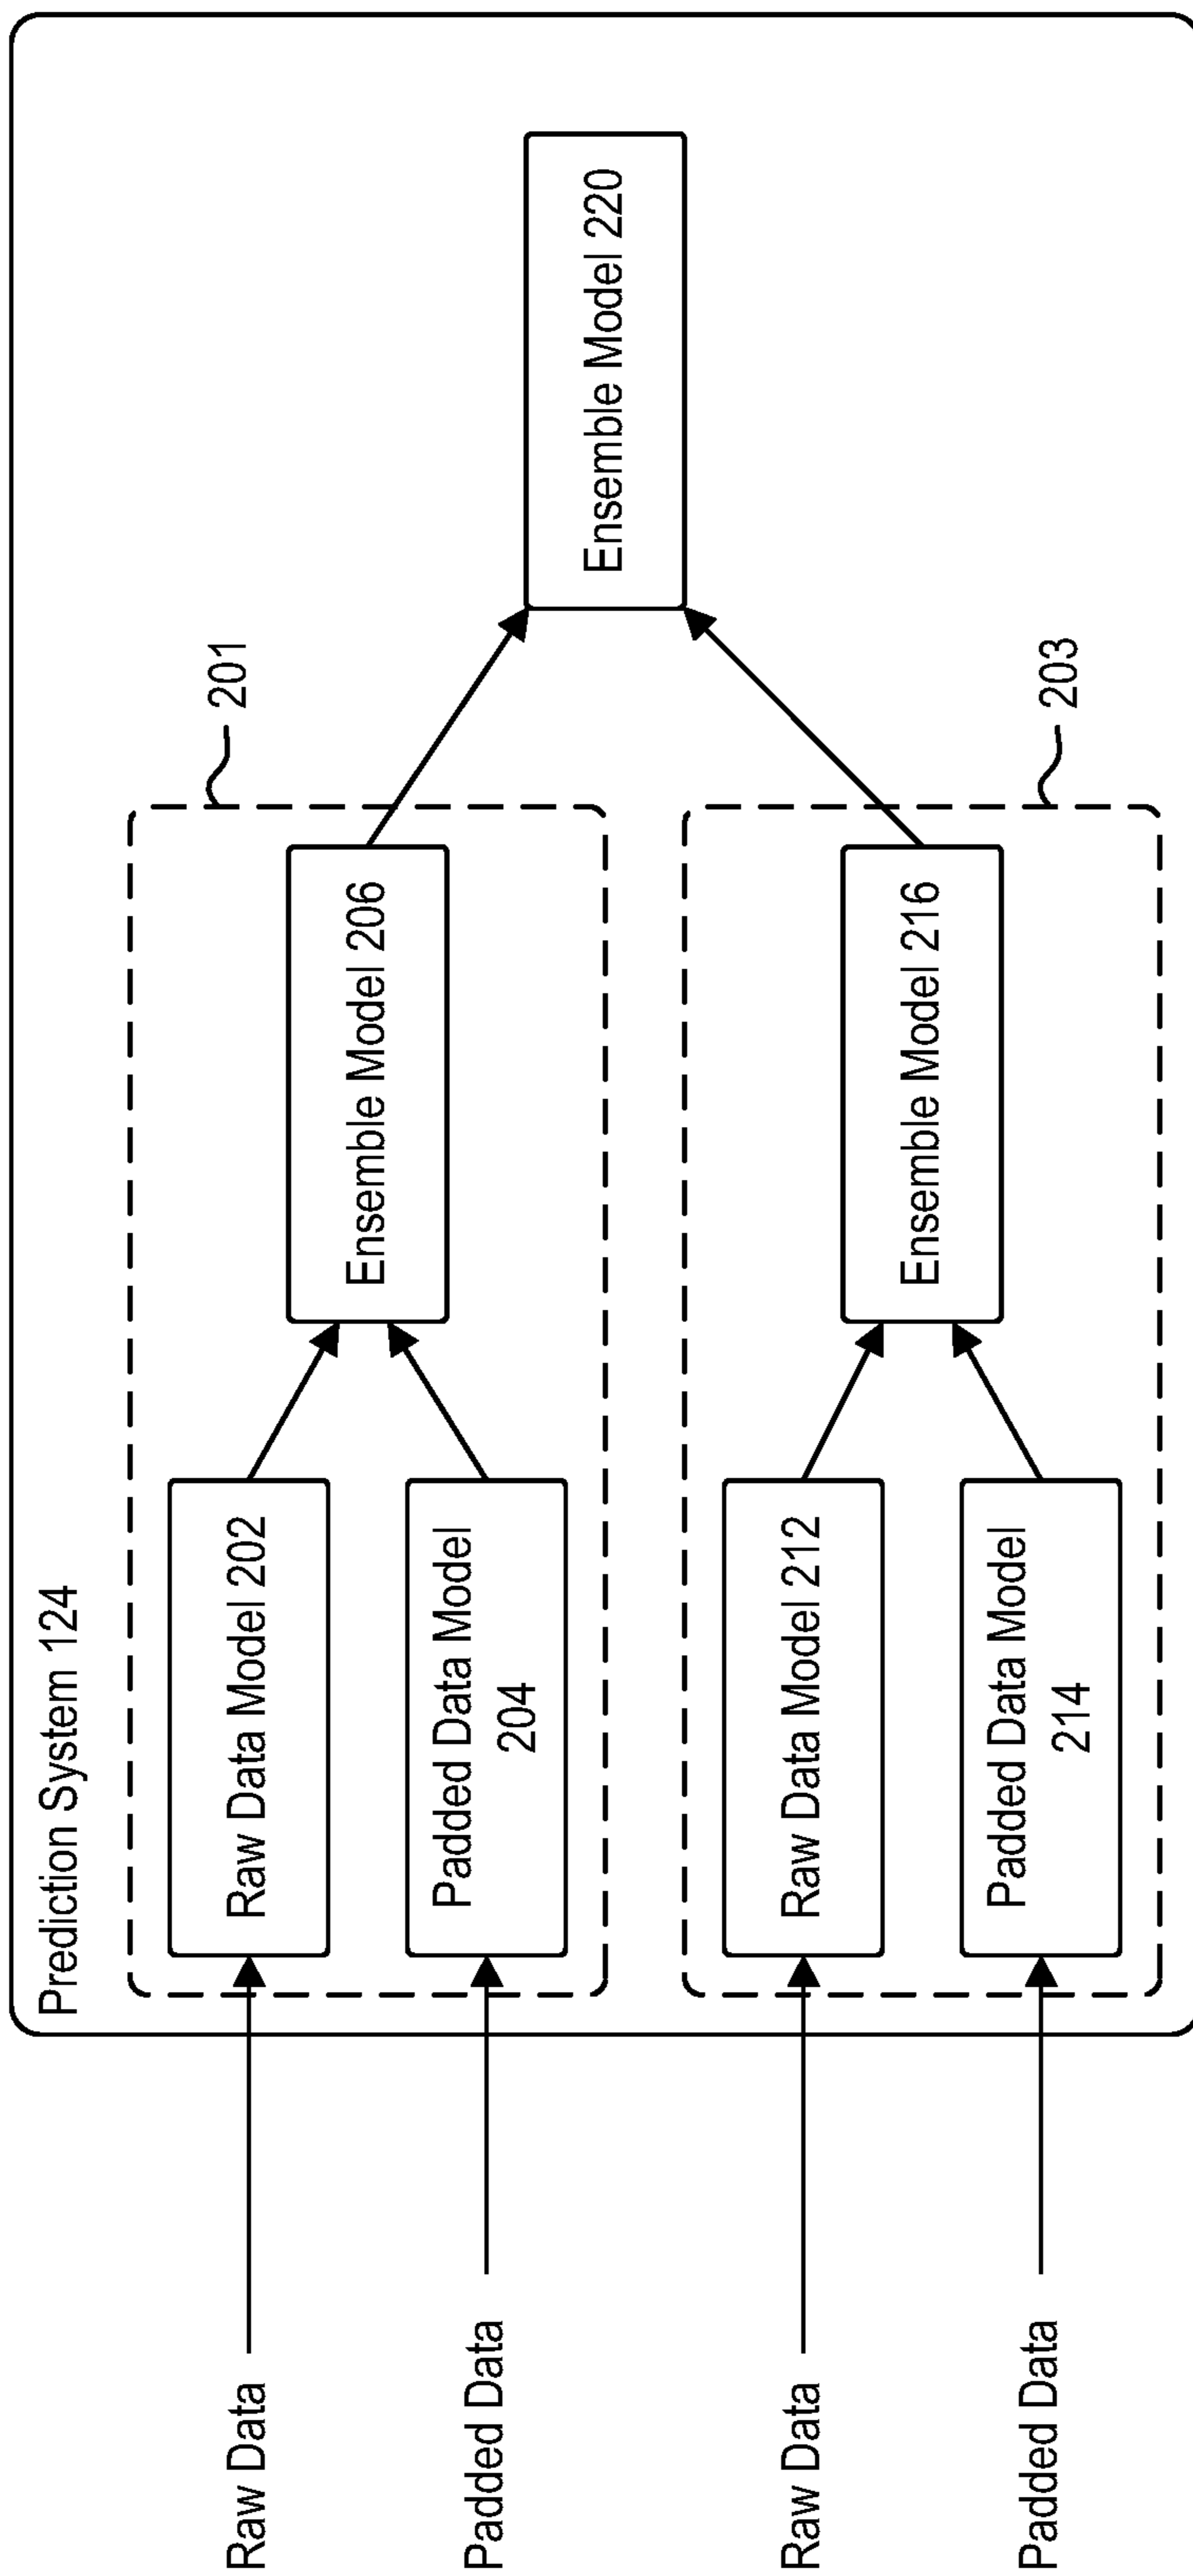 Prediction System 124
Raw Data
Raw Data Model 202
Padded Data
Padded Data Model
204
Ensemble Model 206
201
Raw Data
Raw Data Model 212
Padded Data
Padded Data Model
214
Ensemble Model 216
203
Ensemble Model 220